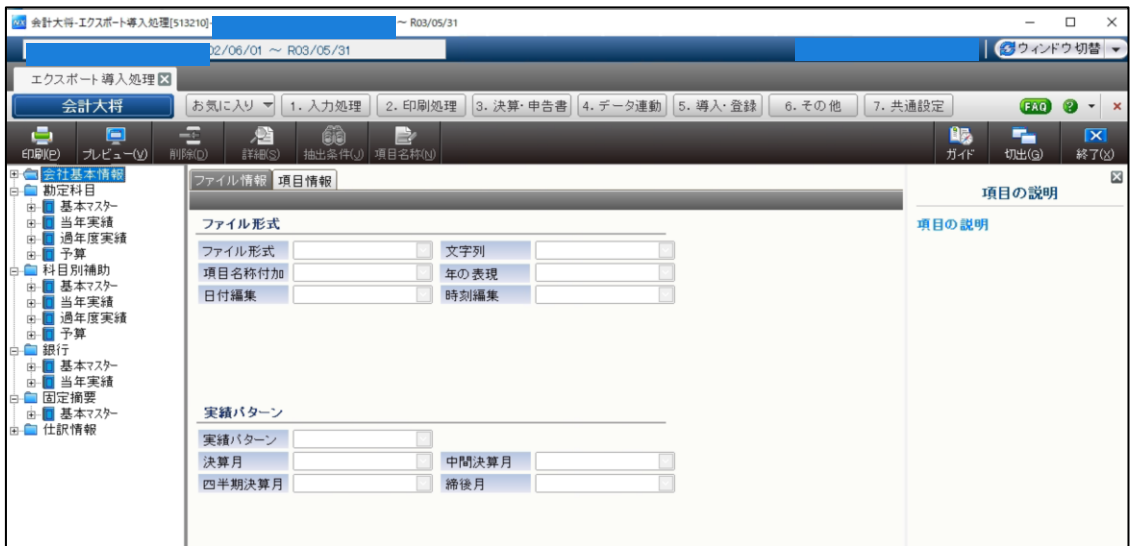 会計大将-エクスポート導入処理[513210]- ～ R03/05/31
02/06/01 ～ R03/05/31 ウィンドウ切替
エクスポート導入処理
会計大将 お気に入り 1. 入力処理 2. 印刷処理 3. 決算・申告書 4. データ連動 5. 導入・登録 6. その他 7. 共通設定 FAQ ?
印刷(P) プレビュー(V) 削除(D) 詳細(S) 抽出条件(J) 項目名称(N) ガイド 切出(G) 終了(X)
会社基本情報
勘定科目
基本マスター
当年実績
過年度実績
予算
科目別補助
基本マスター
当年実績
過年度実績
予算
銀行
基本マスター
当年実績
固定摘要
基本マスター
仕訳情報
ファイル情報 項目情報
ファイル形式
ファイル形式 文字列
項目名称付加 年の表現
日付編集 時刻編集
実績パターン
実績パターン
決算月 中間決算月
四半期決算月 締後月
項目の説明
項目の説明